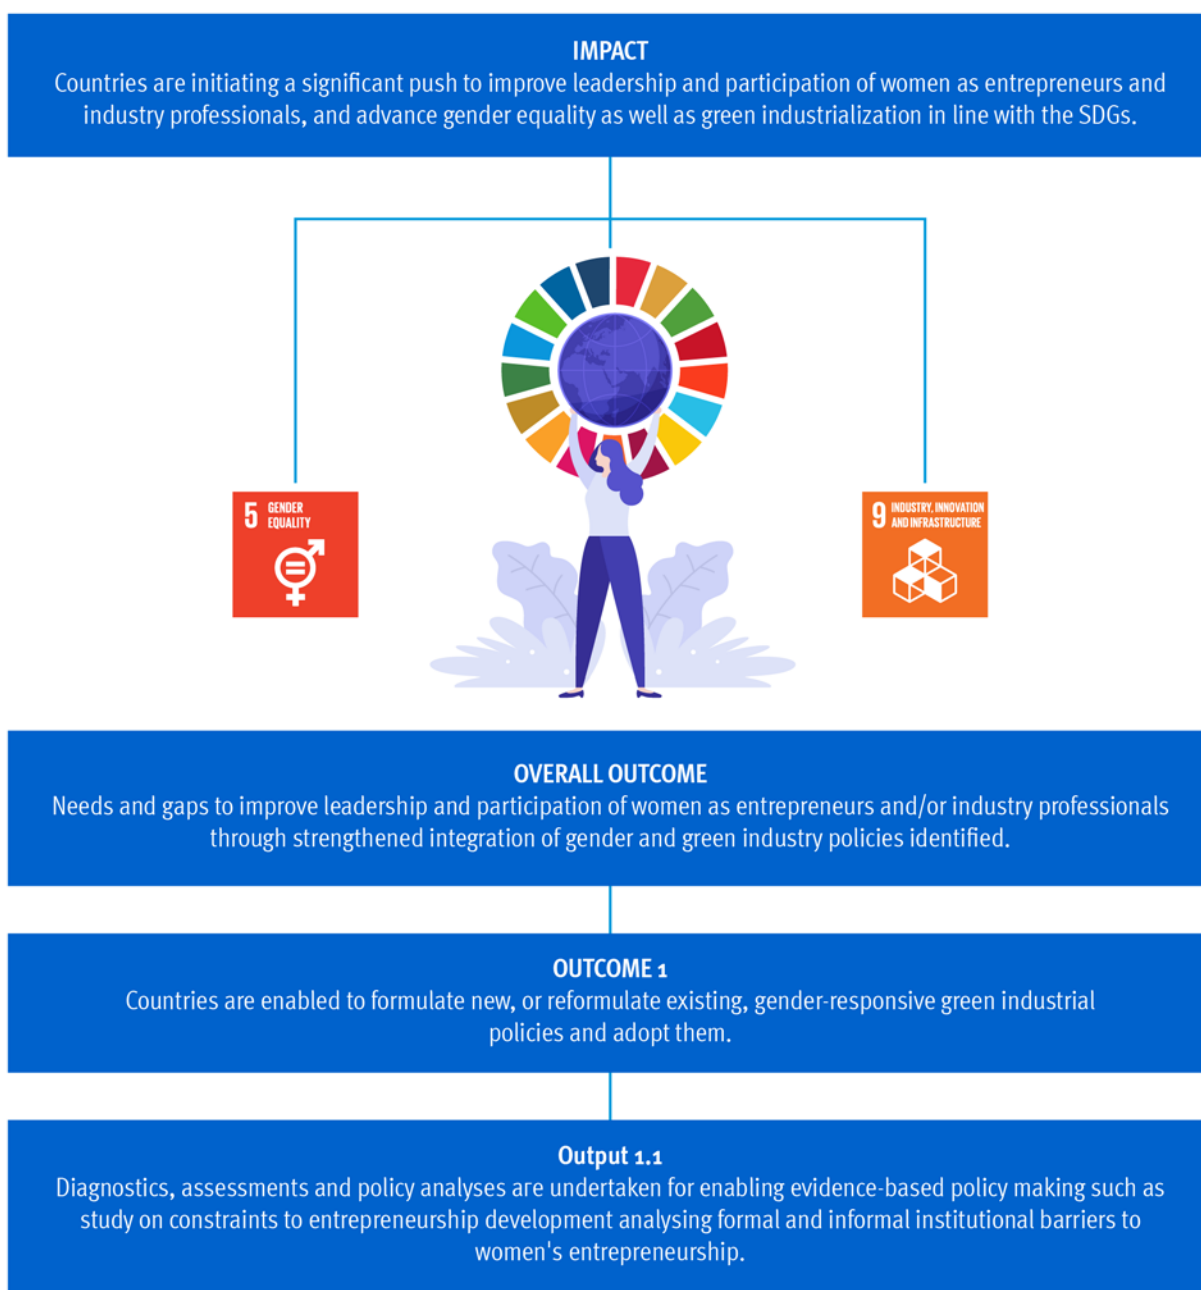 IMPACT
Countries are initiating a significant push to improve leadership and participation of women as entrepreneurs and
industry professionals, and advance gender equality as well as green industrialization in line with the SDGs.
5 GENDER
EQUALITY
9 INDUSTRY, INNOVATION
AND INFRASTRUCTURE
OVERALL OUTCOME
Needs and gaps to improve leadership and participation of women as entrepreneurs and/or industry professionals
through strengthened integration of gender and green industry policies identified.
OUTCOME 1
Countries are enabled to formulate new, or reformulate existing, gender-responsive green industrial
policies and adopt them.
Output 1.1
Diagnostics, assessments and policy analyses are undertaken for enabling evidence-based policy making such as
study on constraints to entrepreneurship development analysing formal and informal institutional barriers to
women's entrepreneurship.